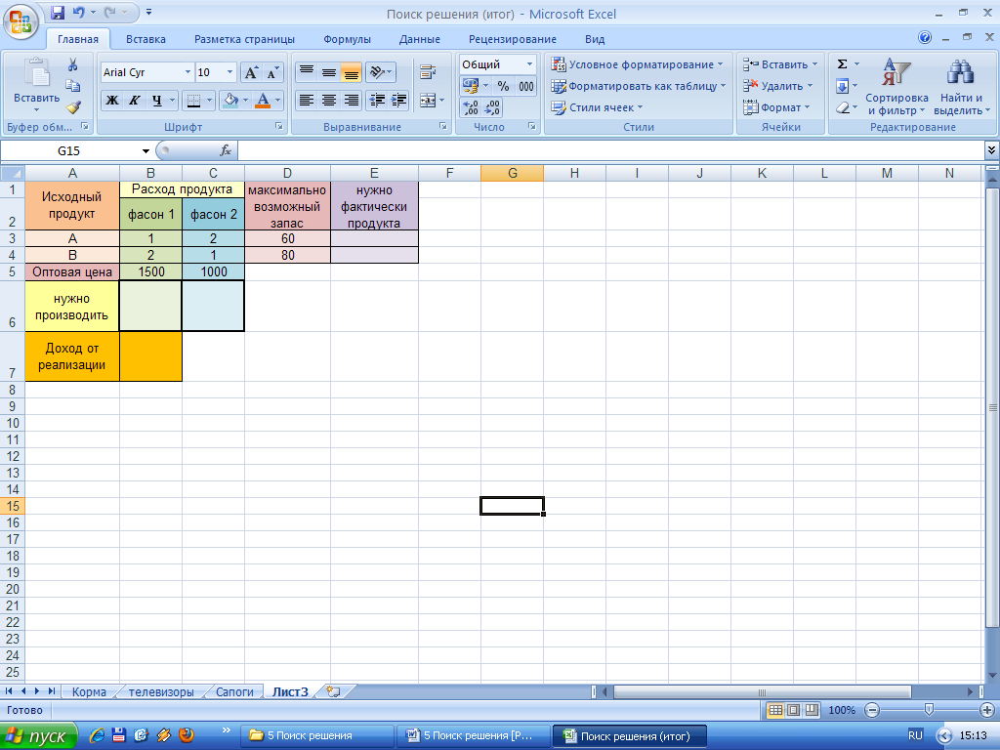 Поиск решения (итог) - Microsoft Excel
Главная Вставка Разметка страницы Формулы Данные Рецензирование Вид
Вставить
Буфер обм...
Arial Cyr 10
Ж К Ч
Шрифт
Выравнивание
Общий
% 000
Число
Условное форматирование
Форматировать как таблицу
Стили ячеек
Стили
Вставить
Удалить
Формат
Ячейки
Σ
Сортировка и фильтр
Найти и выделить
Редактирование
G15 fx
A B C D E F G H I J K L M N
1 Исходный продукт Расход продукта максимально возможный запас нужно фактически продукта
2 фасон 1 фасон 2
3 А 1 2 60
4 В 2 1 80
5 Оптовая цена 1500 1000
6 нужно производить
7 Доход от реализации
8
9
10
11
12
13
14
15
16
17
18
19
20
21
22
23
24
25
Корма телевизоры Сапоги Лист3
Готово 100%
пуск 5 Поиск решения 5 Поиск решения [Р... Поиск решения (итог) RU 15:13